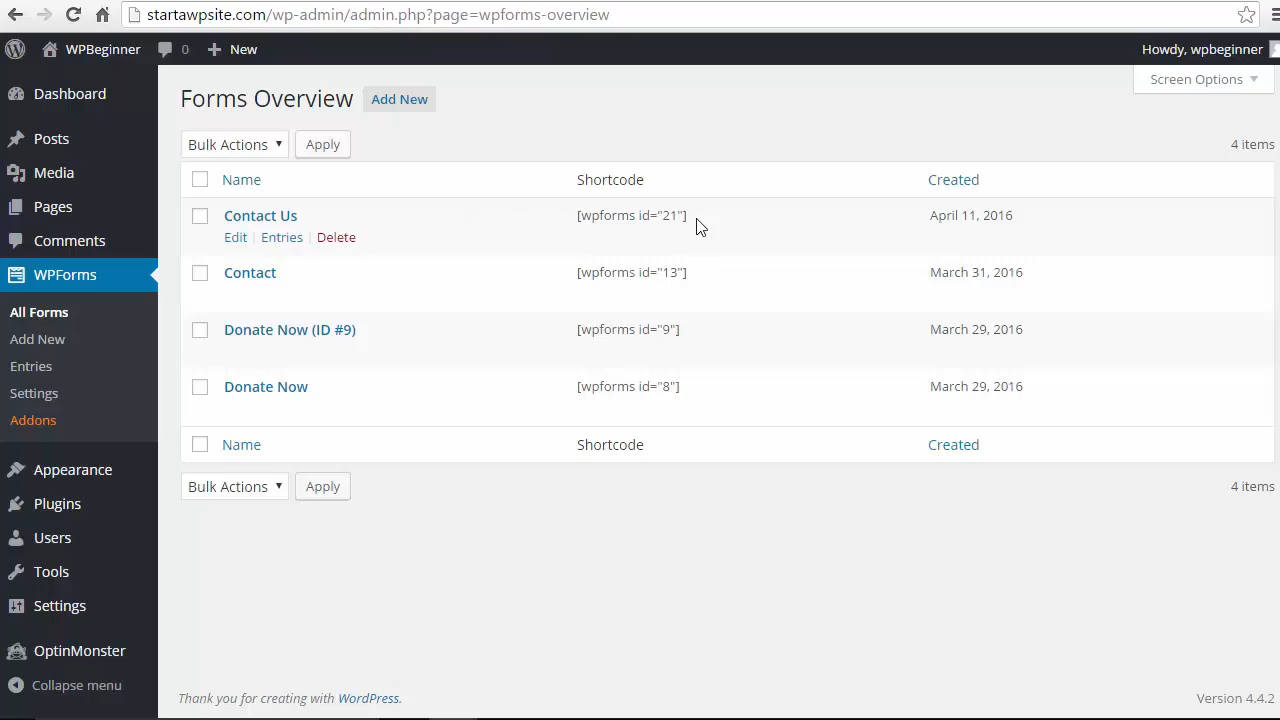 startawpsite.com/wp-admin/admin.php?page=wpforms-overview
WPBeginner 0 New Howdy, wpbeginner
Screen Options
Dashboard
Posts
Media
Pages
Comments
WPForms
All Forms
Add New
Entries
Settings
Addons
Appearance
Plugins
Users
Tools
Settings
OptinMonster
Collapse menu
Forms Overview Add New
Bulk Actions Apply 4 items
Name Shortcode Created
Contact Us [wpforms id="21"] April 11, 2016
Edit | Entries | Delete
Contact [wpforms id="13"] March 31, 2016
Donate Now (ID #9) [wpforms id="9"] March 29, 2016
Donate Now [wpforms id="8"] March 29, 2016
Name Shortcode Created
Bulk Actions Apply 4 items
Thank you for creating with WordPress. Version 4.4.2